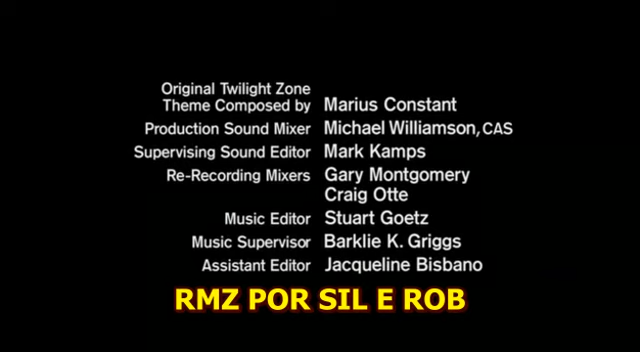 Original Twilight Zone
Theme Composed by Marius Constant
Production Sound Mixer Michael Williamson, CAS
Supervising Sound Editor Mark Kamps
Re-Recording Mixers Gary Montgomery
Craig Otte
Music Editor Stuart Goetz
Music Supervisor Barklie K. Griggs
Assistant Editor Jacqueline Bisbano
RMZ POR SIL E ROB